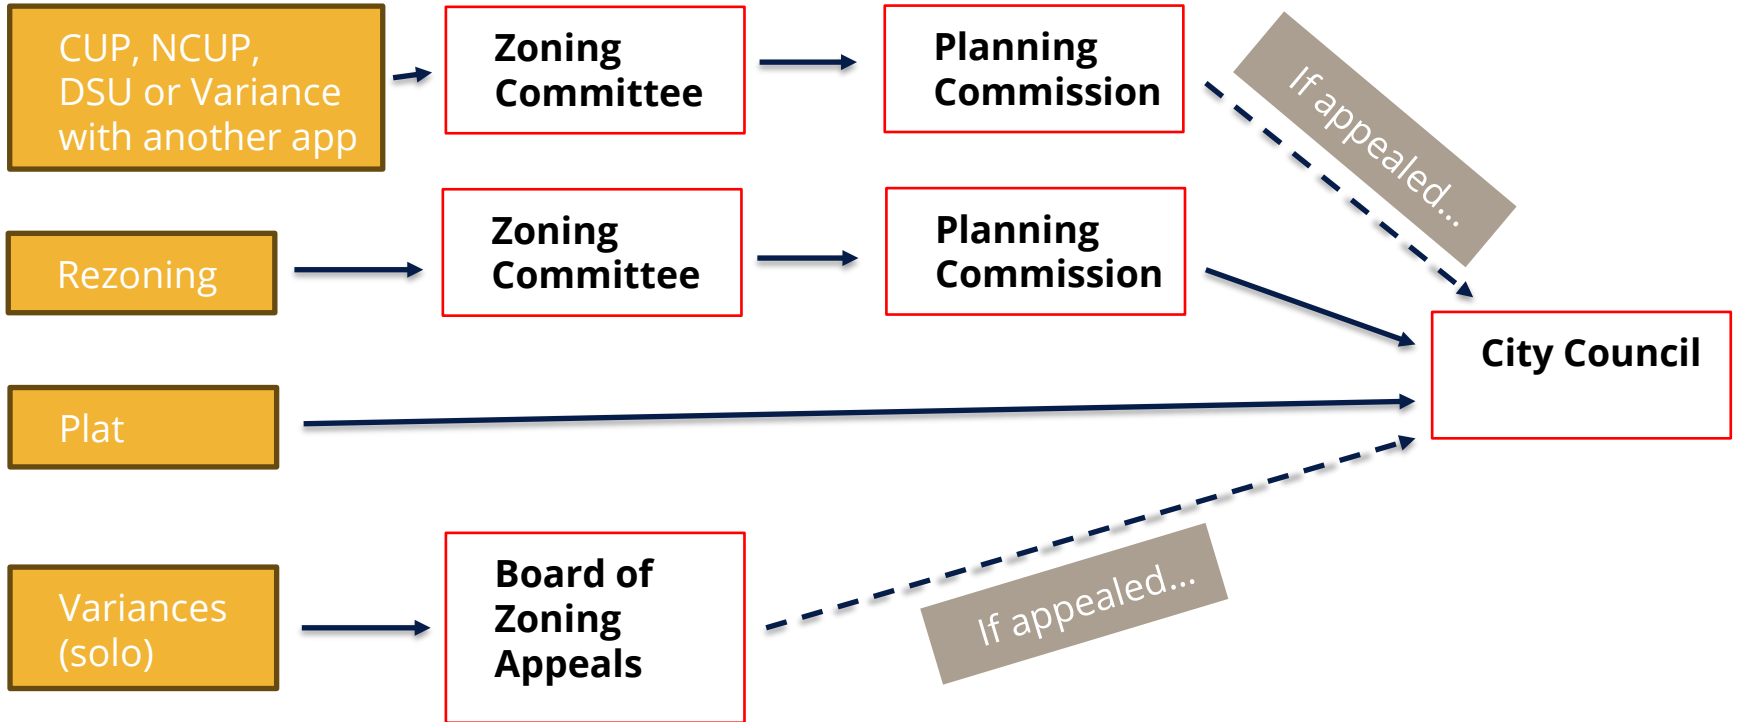 CUP, NCUP,
DSU or Variance
with another app
Zoning
Committee
Planning
Commission
If appealed...
Rezoning
Zoning
Committee
Planning
Commission
City Council
Plat
Variances
(solo)
Board of
Zoning
Appeals
If appealed...